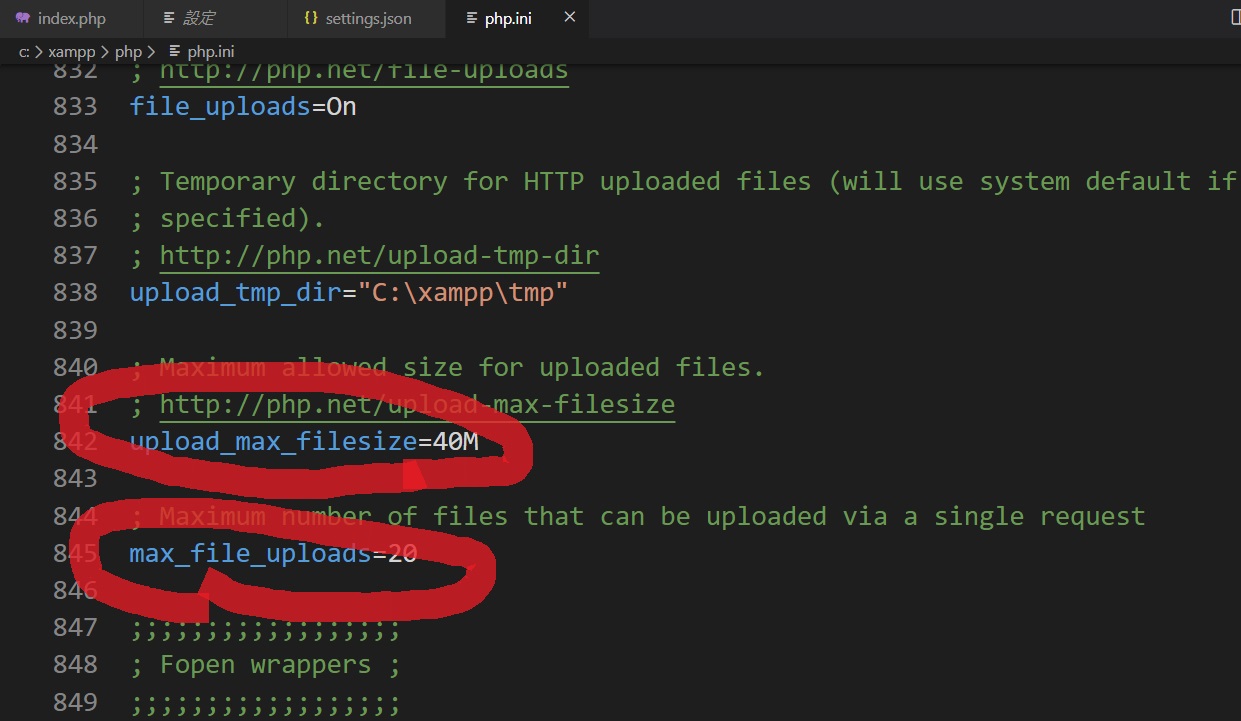 index.php
設定
settings.json
php.ini
c: > xampp > php > php.ini
832 ; http://php.net/file-uploads
833 file_uploads=On
834
835 ; Temporary directory for HTTP uploaded files (will use system default if
836 ; specified).
837 ; http://php.net/upload-tmp-dir
838 upload_tmp_dir="C:\xampp\tmp"
839
840 ; Maximum allowed size for uploaded files.
841 ; http://php.net/upload-max-filesize
842 upload_max_filesize=40M
843
844 ; Maximum number of files that can be uploaded via a single request
845 max_file_uploads=20
846
847 ;;;;;;;;;;;;;;;;;;
848 ; Fopen wrappers ;
849 ;;;;;;;;;;;;;;;;;;